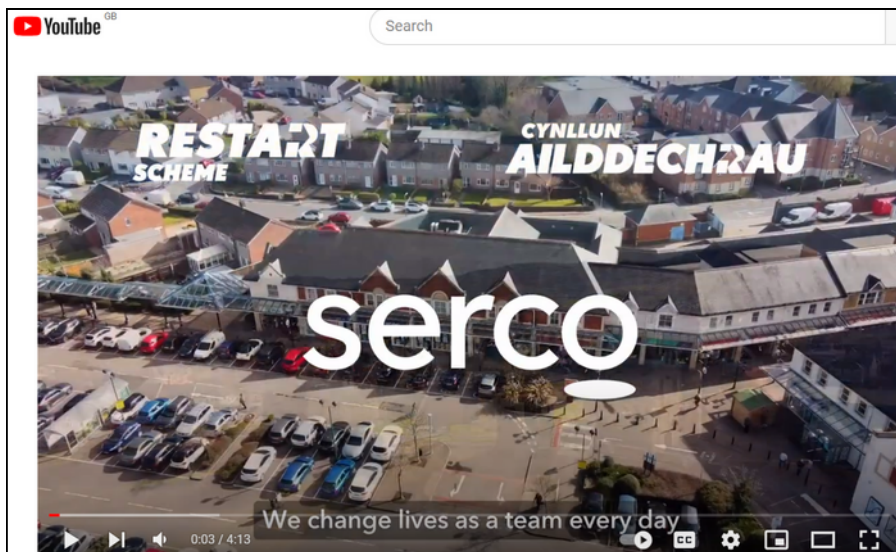 YouTube GB
Search
RESTART
SCHEME
CYNLLUN
AILDDECHRAU
serco
We change lives as a team every day
0:03 / 4:13
CC